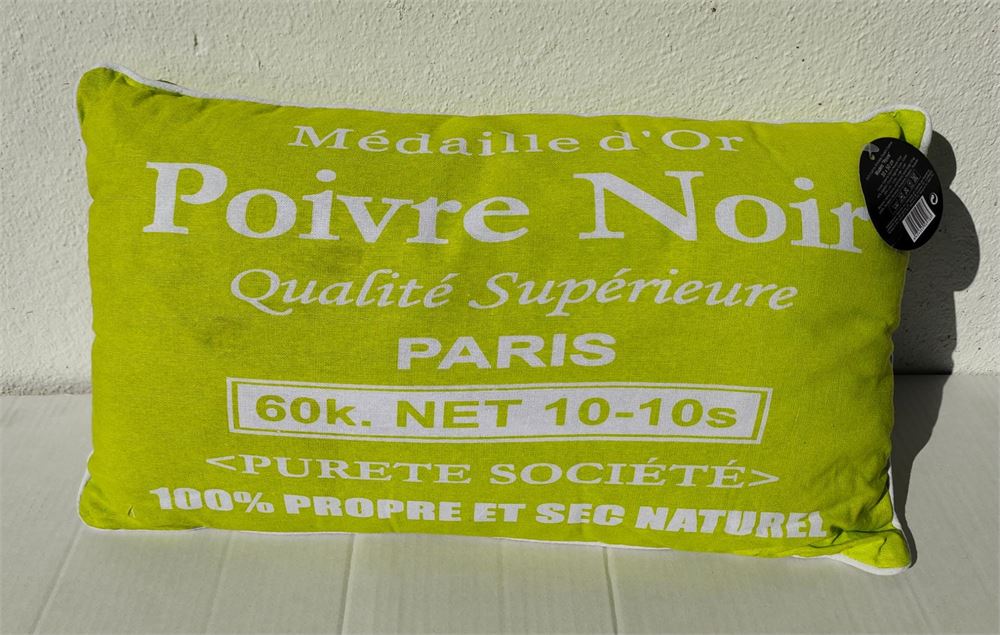 Médaille d'Or
Poivre Noir
Qualité Supérieure
PARIS
60k. NET 10-10s
<PURETE SOCIÉTÉ>
100% PROPRE ET SEC NATUREL